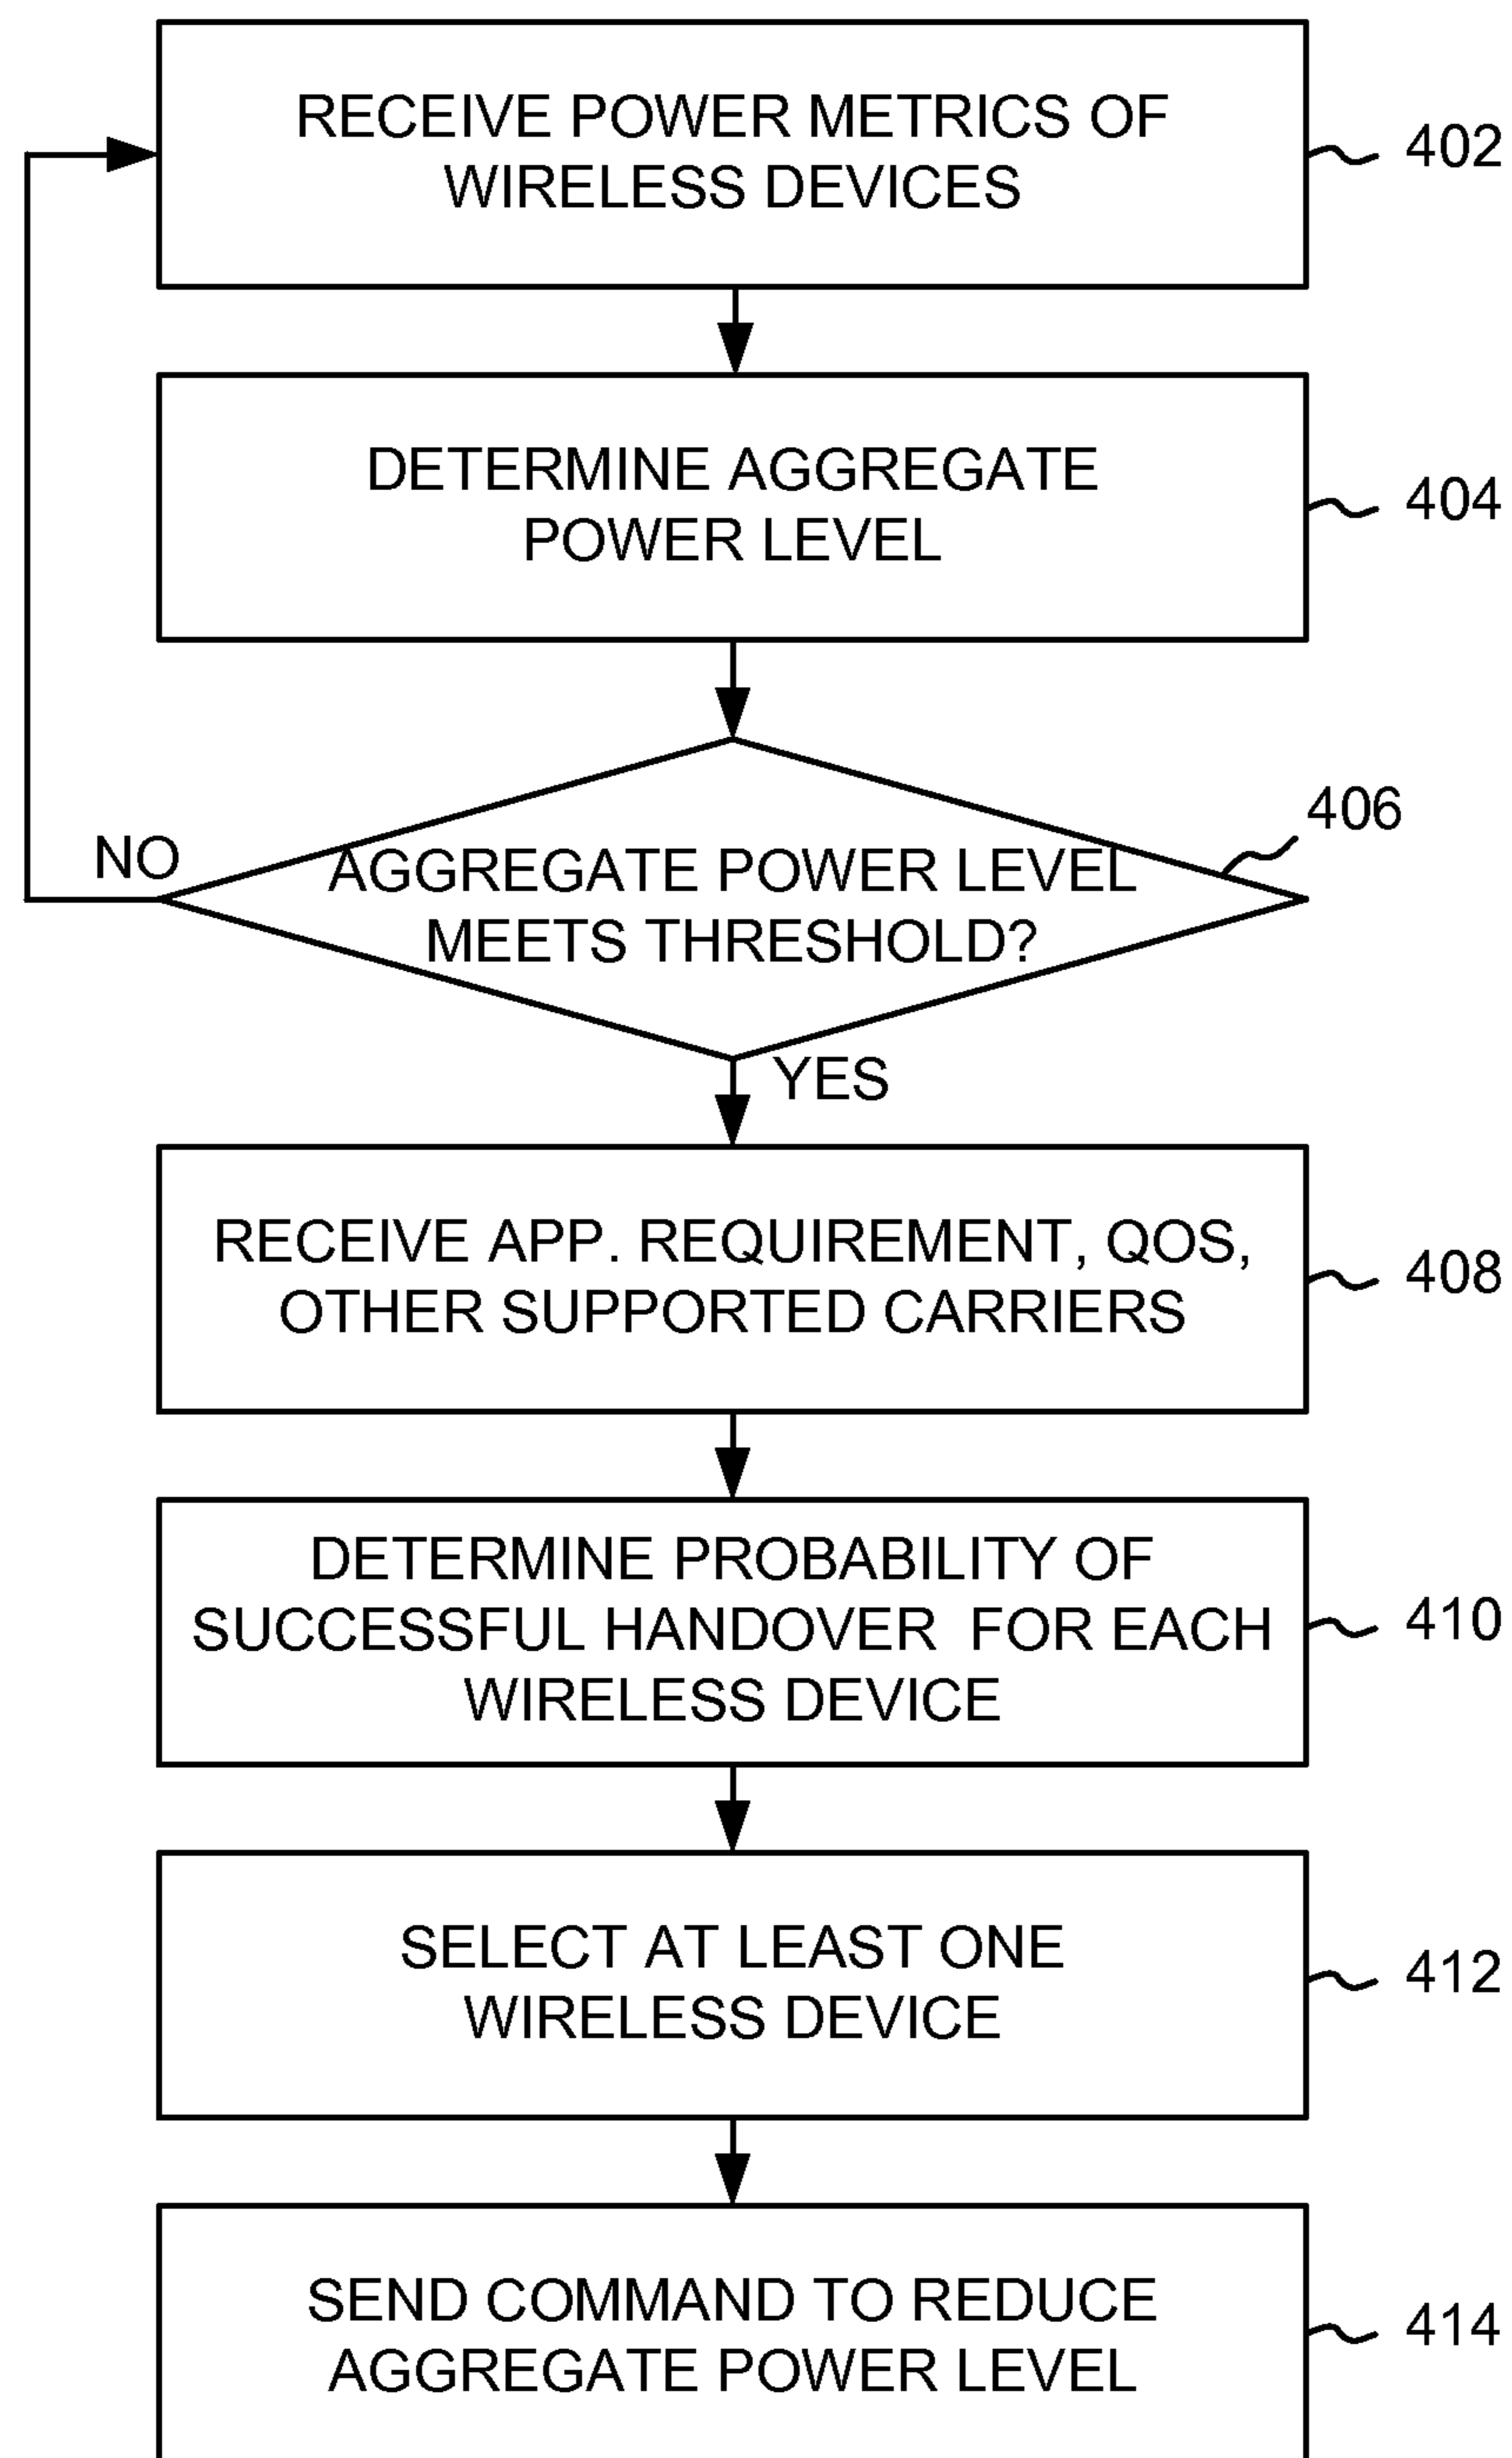 RECEIVE POWER METRICS OF
WIRELESS DEVICES
402
DETERMINE AGGREGATE
POWER LEVEL
404
406
NO
AGGREGATE POWER LEVEL
MEETS THRESHOLD?
YES
RECEIVE APP. REQUIREMENT, QOS,
OTHER SUPPORTED CARRIERS
408
DETERMINE PROBABILITY OF
SUCCESSFUL HANDOVER FOR EACH
WIRELESS DEVICE
410
SELECT AT LEAST ONE
WIRELESS DEVICE
412
SEND COMMAND TO REDUCE
AGGREGATE POWER LEVEL
414